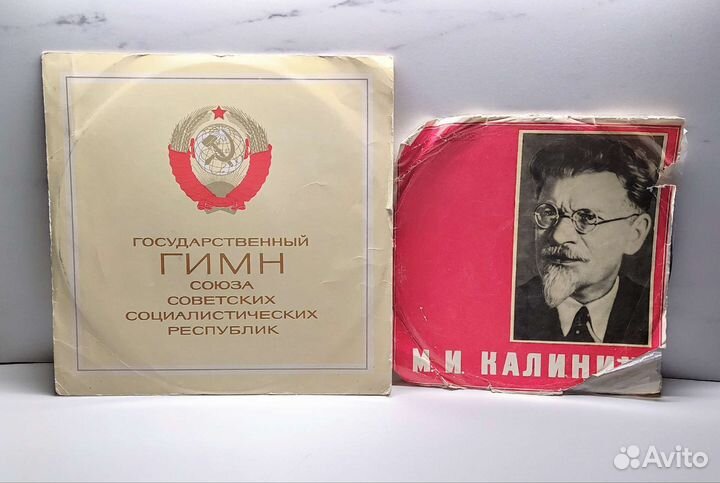 ГОСУДАРСТВЕННЫЙ
ГИМН
СОЮЗА
СОВЕТСКИХ
СОЦИАЛИСТИЧЕСКИХ
РЕСПУБЛИК
М. И. КАЛИНИН
Avito